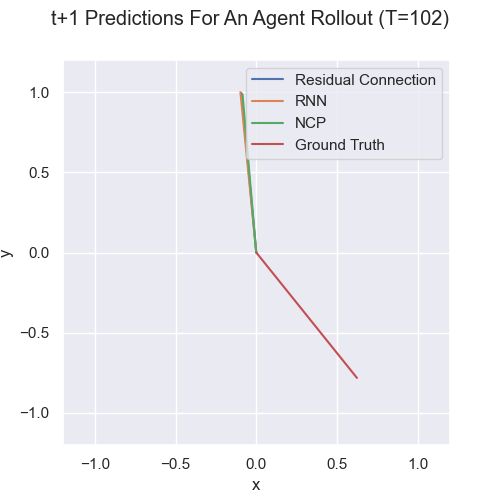 t+1 Predictions For An Agent Rollout (T=102)
Residual Connection
RNN
NCP
Ground Truth
1.0
0.5
0.0
−0.5
−1.0
y
−1.0 −0.5 0.0 0.5 1.0
x